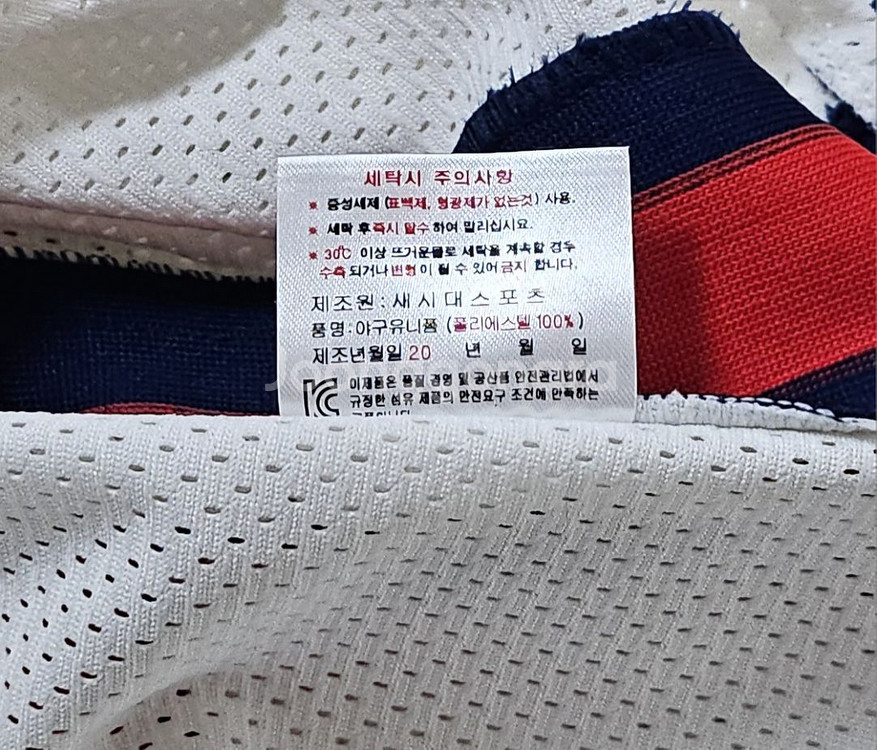 세탁시 주의사항
※ 중성세제 (표백제, 형광제가 없는것) 사용.
※ 세탁 후 즉시 탈수 하여 말리십시요.
※ 30℃ 이상 뜨거운물로 세탁을 계속할 경우
수축 되거나 변형 이 될 수 있어 금지 합니다.
제조원 : 새시대스포츠
품명 : 야구유니폼 (폴리에스텔 100%)
제조년월일 20 년 월 일
이제품은 품질 경영 및 공산품 안전관리법에서
규정한 섬유 제품의 안전요구 조건에 만족하는